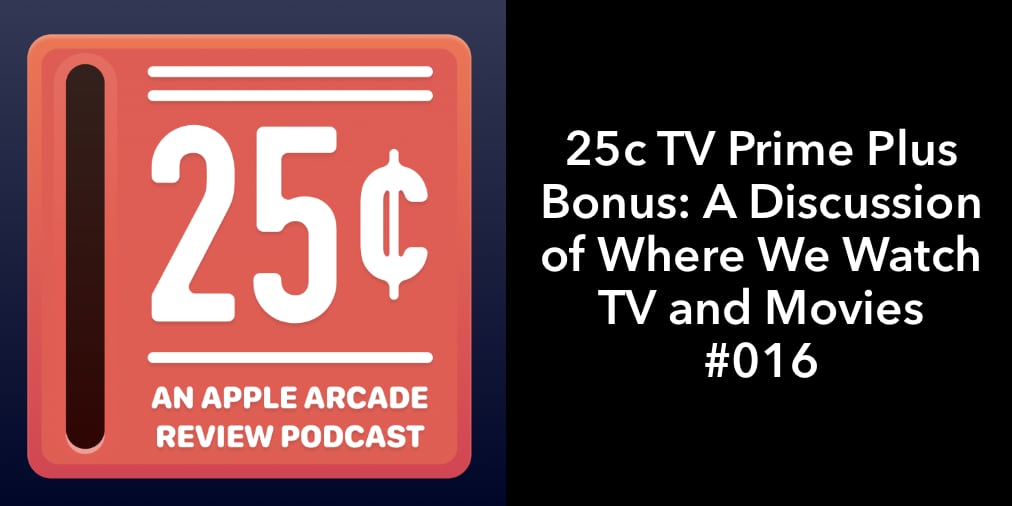 25¢
AN APPLE ARCADE
REVIEW PODCAST
25c TV Prime Plus
Bonus: A Discussion
of Where We Watch
TV and Movies
#016